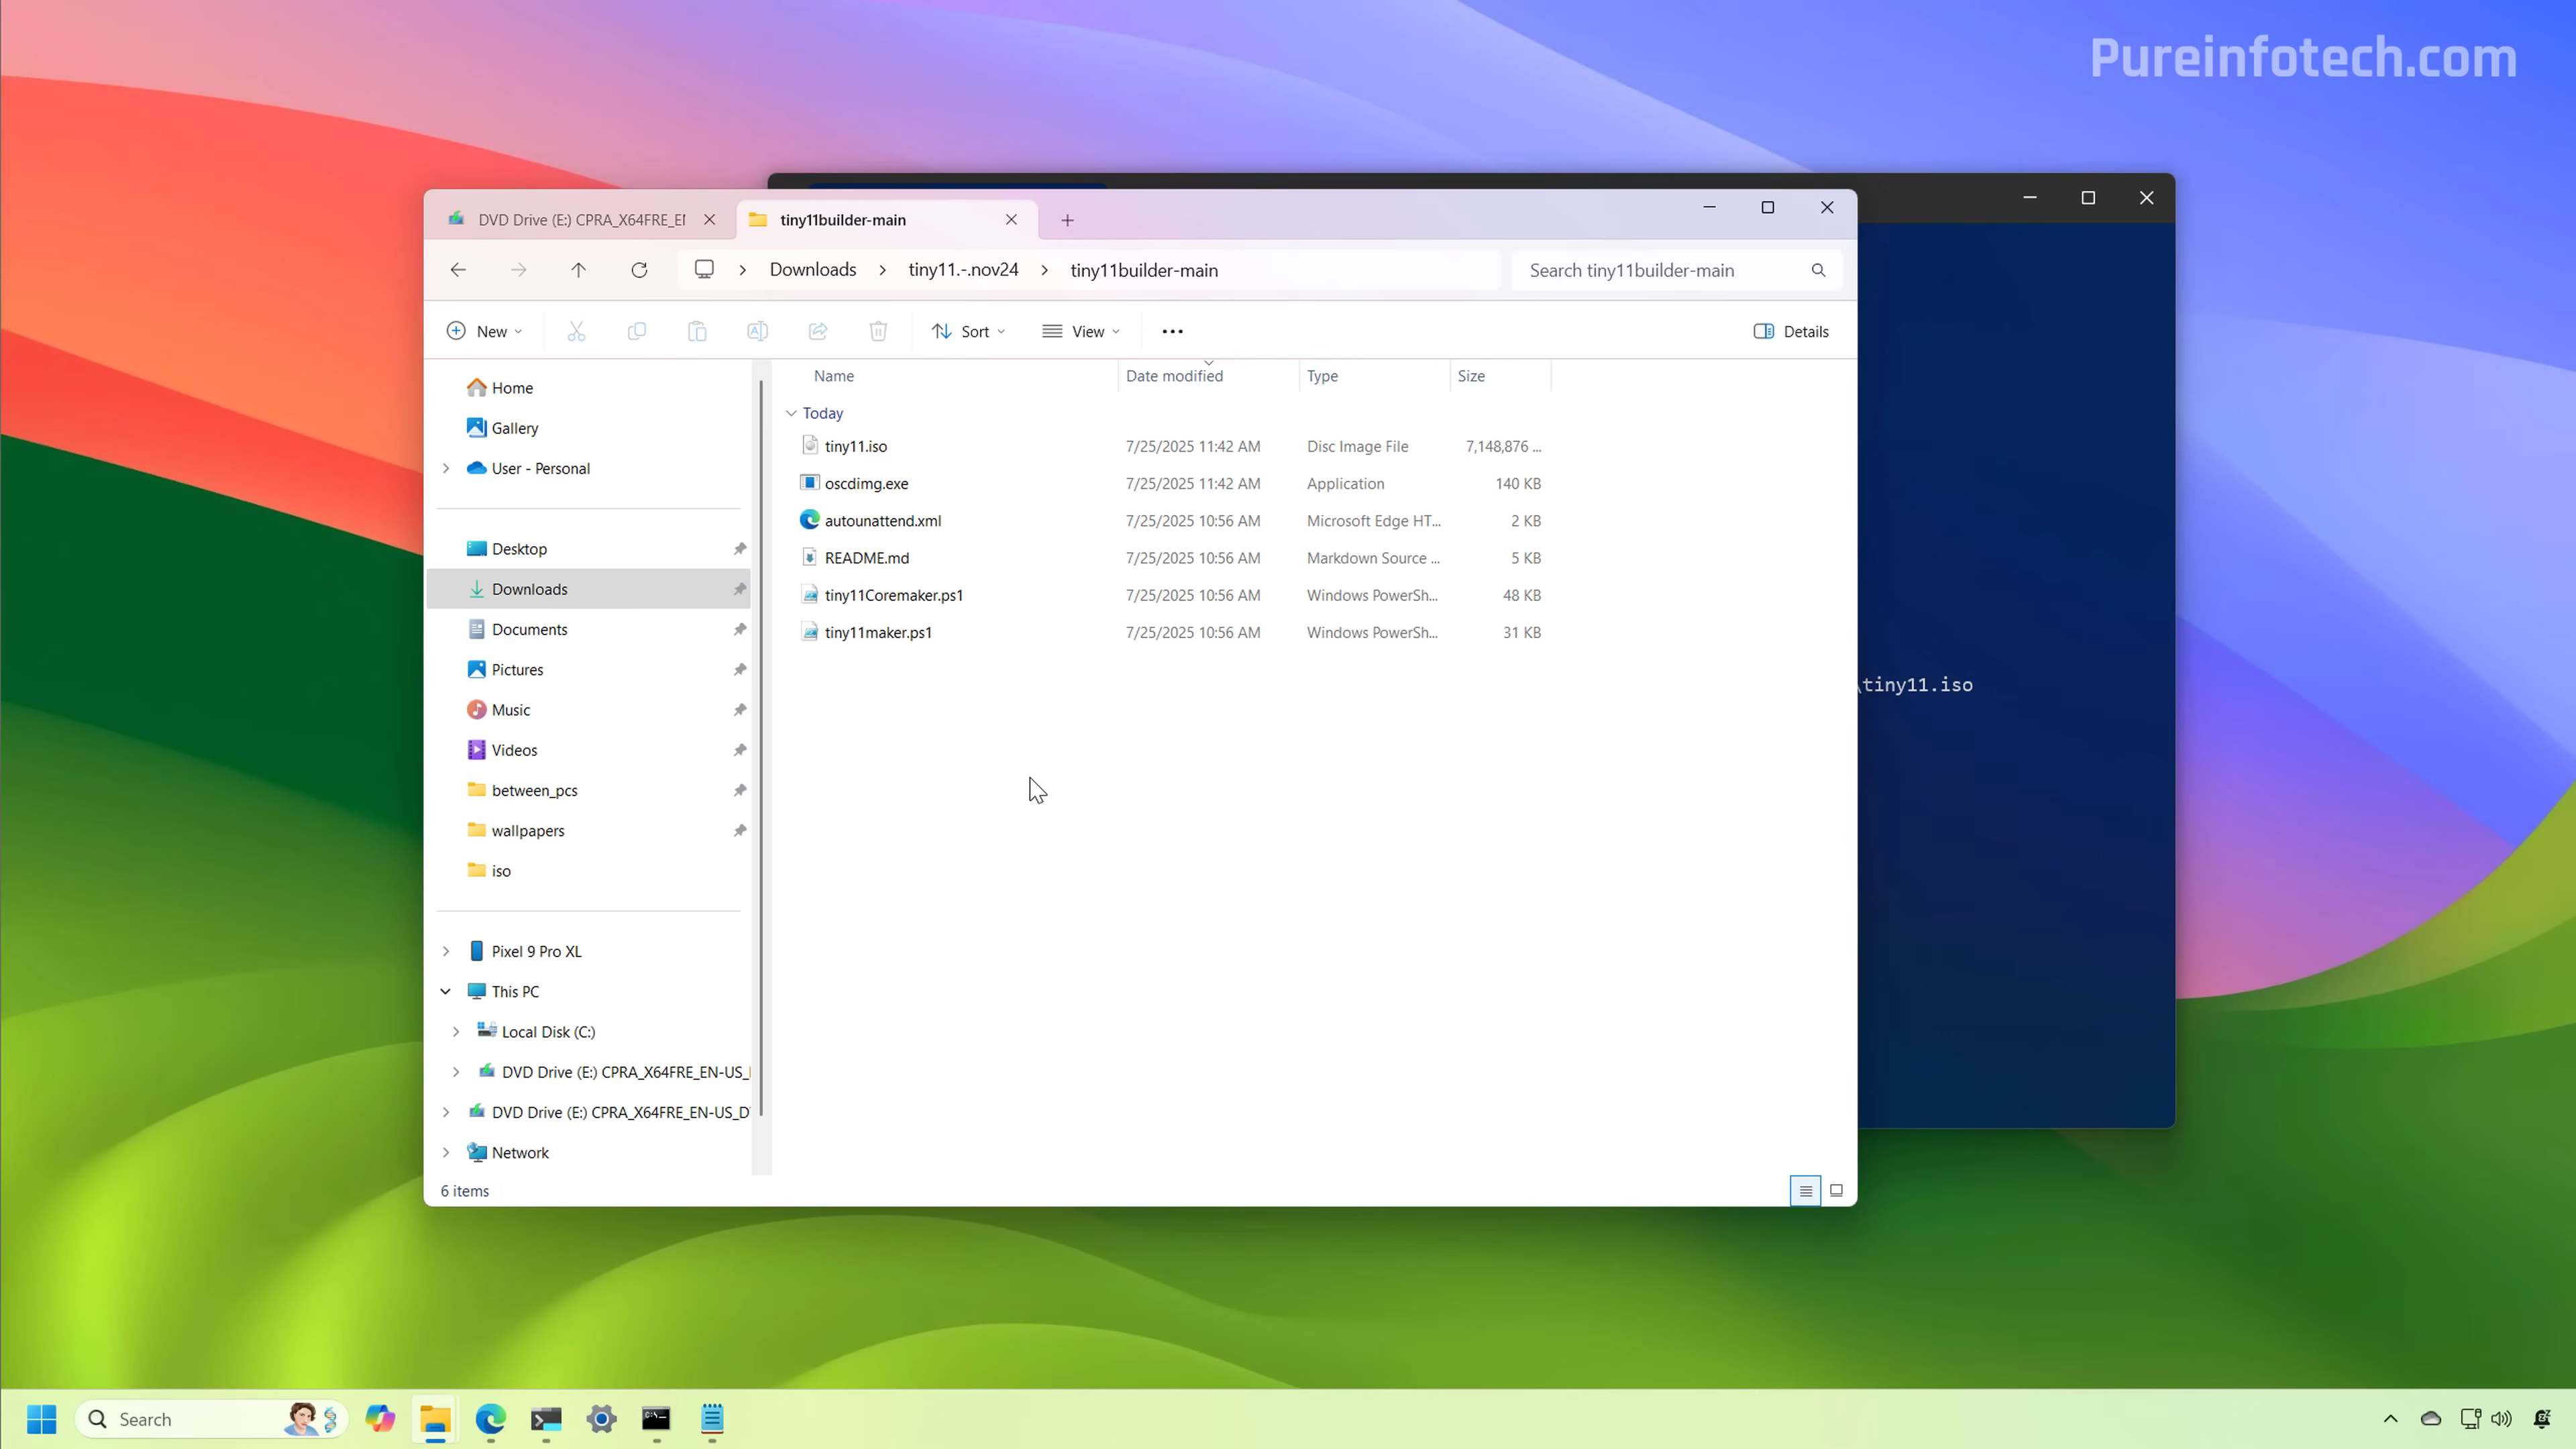 Pureinfotech.com
DVD Drive (E:) CPRA_X64FRE_EN
tiny11builder-main
Downloads
tiny11.-.nov24
tiny11builder-main
Search tiny11builder-main
New
Sort
View
Details
Home
Gallery
User - Personal
Desktop
Downloads
Documents
Pictures
Music
Videos
between_pcs
wallpapers
iso
Pixel 9 Pro XL
This PC
Local Disk (C:)
DVD Drive (E:) CPRA_X64FRE_EN-US_
DVD Drive (E:) CPRA_X64FRE_EN-US_D
Network
Name Date modified Type Size
Today
tiny11.iso 7/25/2025 11:42 AM Disc Image File 7,148,876 ...
oscdimg.exe 7/25/2025 11:42 AM Application 140 KB
autounattend.xml 7/25/2025 10:56 AM Microsoft Edge HT... 2 KB
README.md 7/25/2025 10:56 AM Markdown Source ... 5 KB
tiny11Coremaker.ps1 7/25/2025 10:56 AM Windows PowerSh... 48 KB
tiny11maker.ps1 7/25/2025 10:56 AM Windows PowerSh... 31 KB
\tiny11.iso
6 items
Search